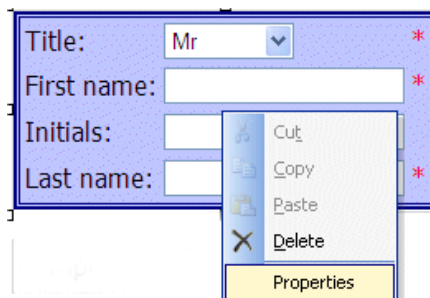 Title: Mr *
First name: *
Initials:
Last name: *
Cut
Copy
Paste
Delete
Properties